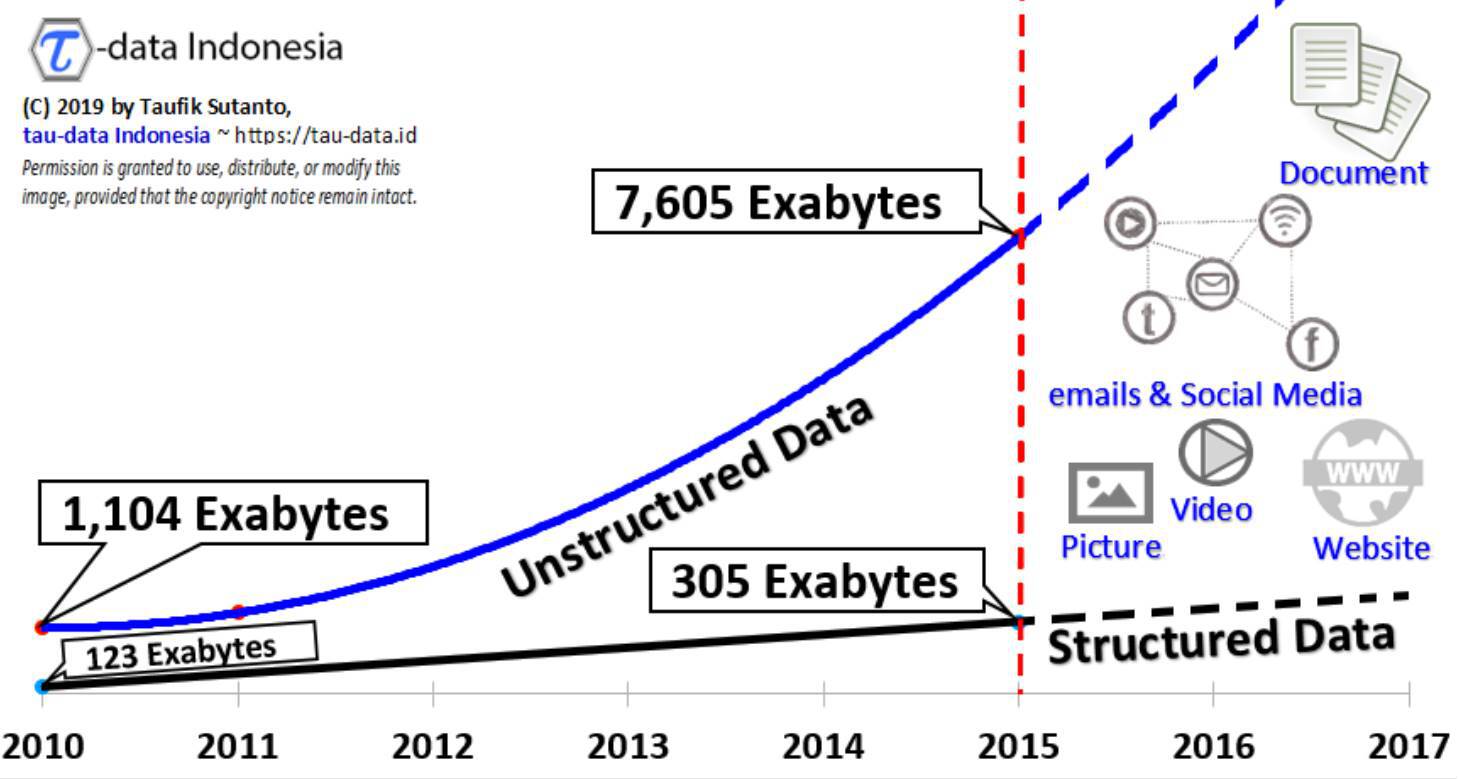 τ-data Indonesia
(C) 2019 by Taufik Sutanto,
tau-data Indonesia ~ https://tau-data.id
Permission is granted to use, distribute, or modify this
image, provided that the copyright notice remain intact.
Document
7,605 Exabytes
t
f
emails & Social Media
Unstructured Data
WWW
1,104 Exabytes
Video
Picture
Website
305 Exabytes
123 Exabytes
Structured Data
2010 2011 2012 2013 2014 2015 2016 2017